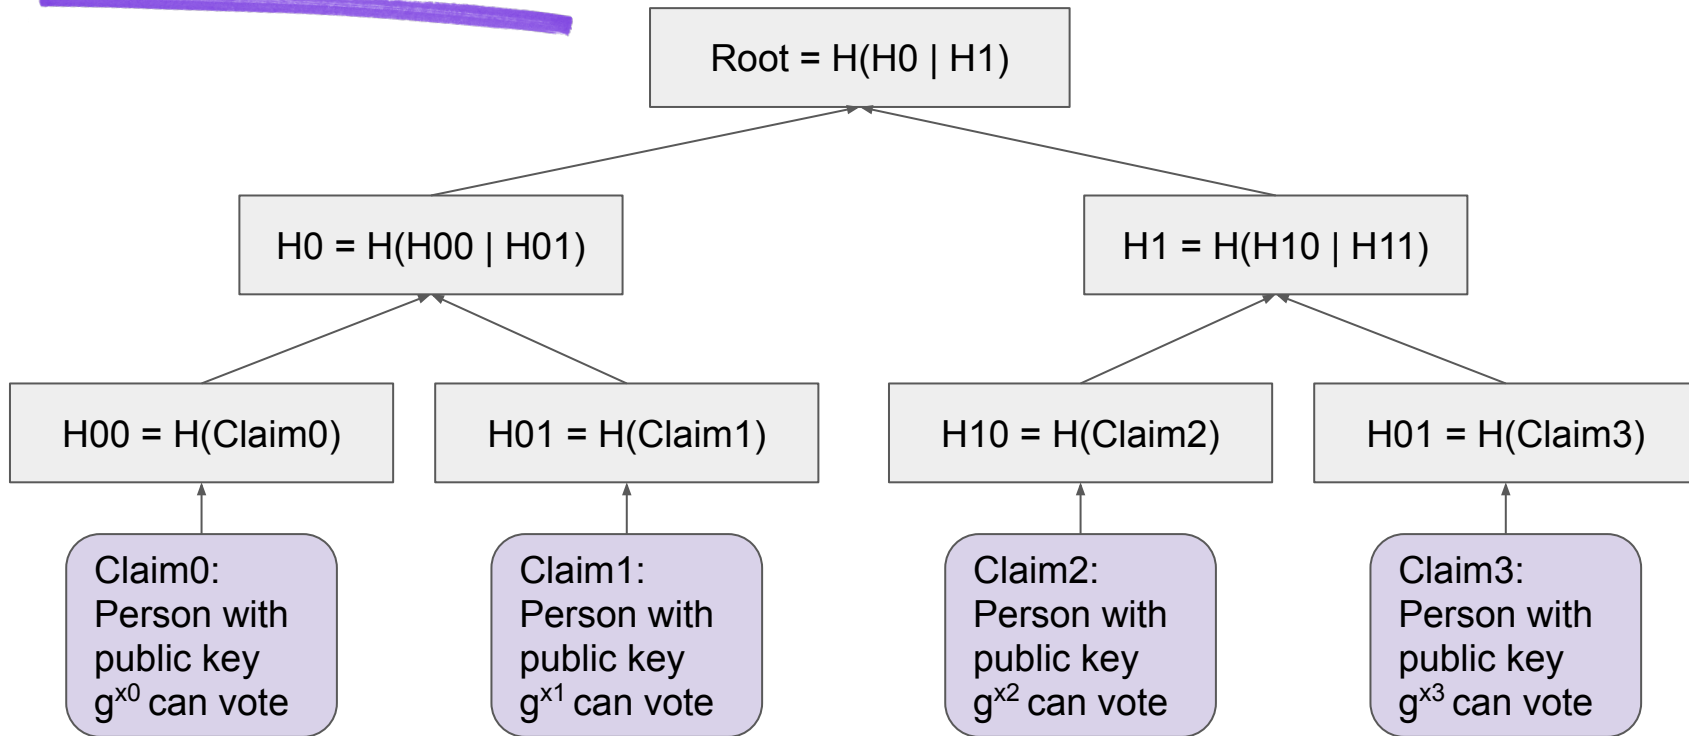 Root = H(H0 | H1)
H0 = H(H00 | H01)
H1 = H(H10 | H11)
H00 = H(Claim0)
H01 = H(Claim1)
H10 = H(Claim2)
H01 = H(Claim3)
Claim0:
Person with
public key
g^x0 can vote
Claim1:
Person with
public key
g^x1 can vote
Claim2:
Person with
public key
g^x2 can vote
Claim3:
Person with
public key
g^x3 can vote